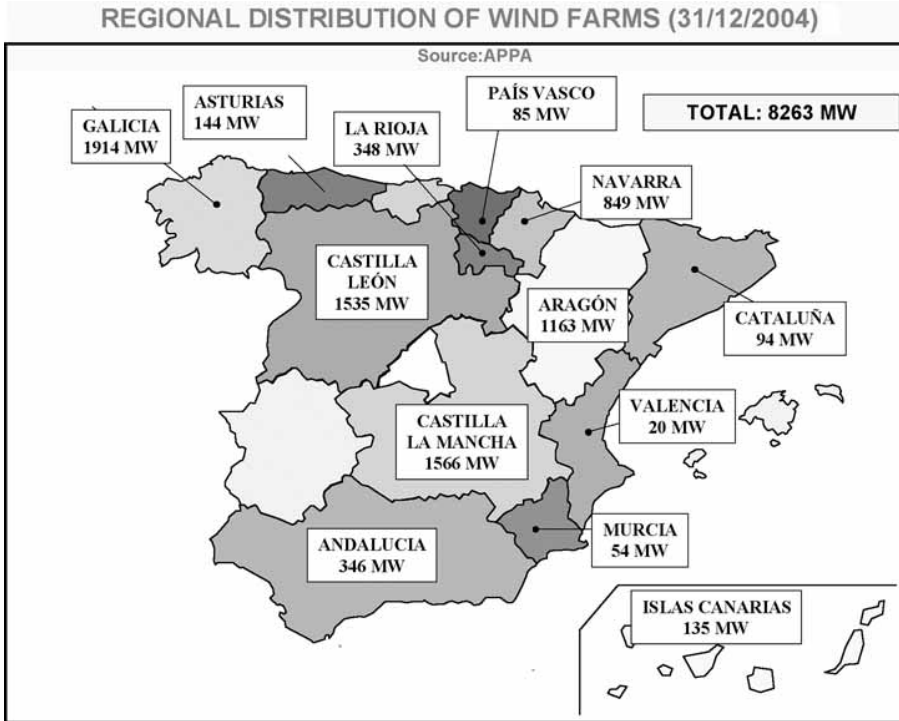 REGIONAL DISTRIBUTION OF WIND FARMS (31/12/2004)
Source:APPA
ASTURIAS
144 MW
PAÍS VASCO
85 MW
TOTAL: 8263 MW
GALICIA
1914 MW
LA RIOJA
348 MW
NAVARRA
849 MW
CASTILLA
LEÓN
1535 MW
ARAGÓN
1163 MW
CATALUÑA
94 MW
CASTILLA
LA MANCHA
1566 MW
VALENCIA
20 MW
ANDALUCIA
346 MW
MURCIA
54 MW
ISLAS CANARIAS
135 MW